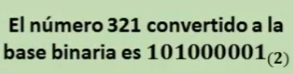 El número 321 convertido a la
base binaria es 101000001₍₂₎